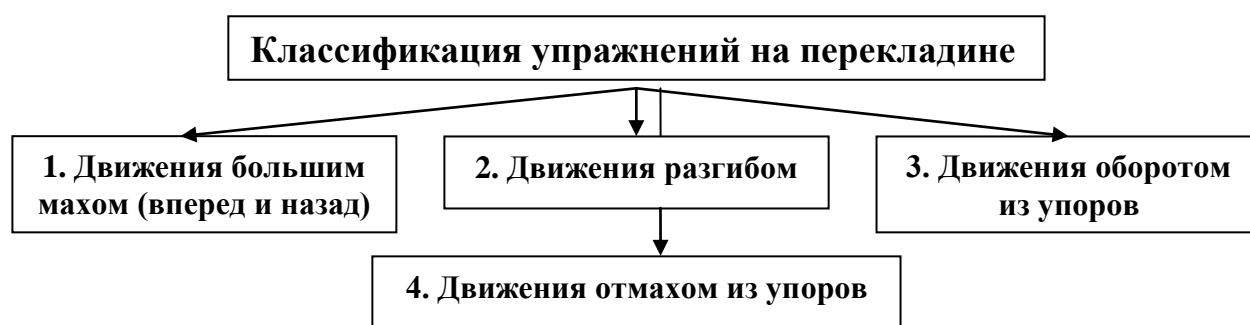 Классификация упражнений на перекладине
1. Движения большим
махом (вперед и назад)
2. Движения разгибом
3. Движения оборотом
из упоров
4. Движения отмахом из упоров